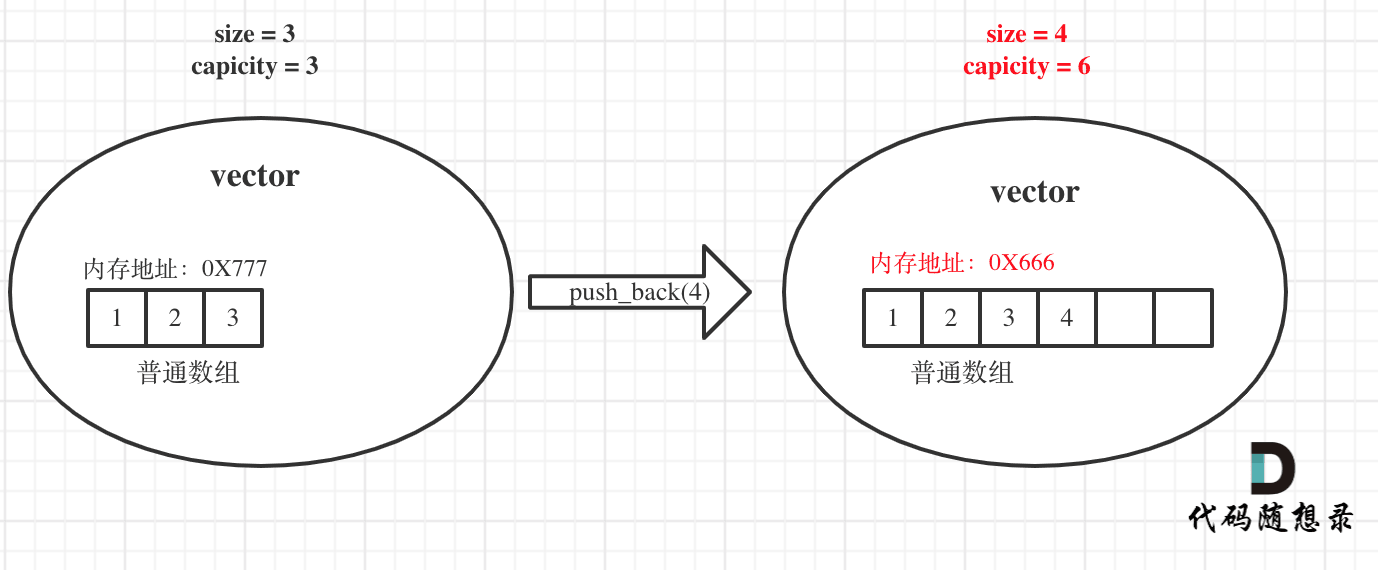 size = 3
capicity = 3
vector
内存地址：0X777
1 2 3
普通数组
push_back(4)
size = 4
capicity = 6
vector
内存地址：0X666
1 2 3 4
普通数组
代码随想录